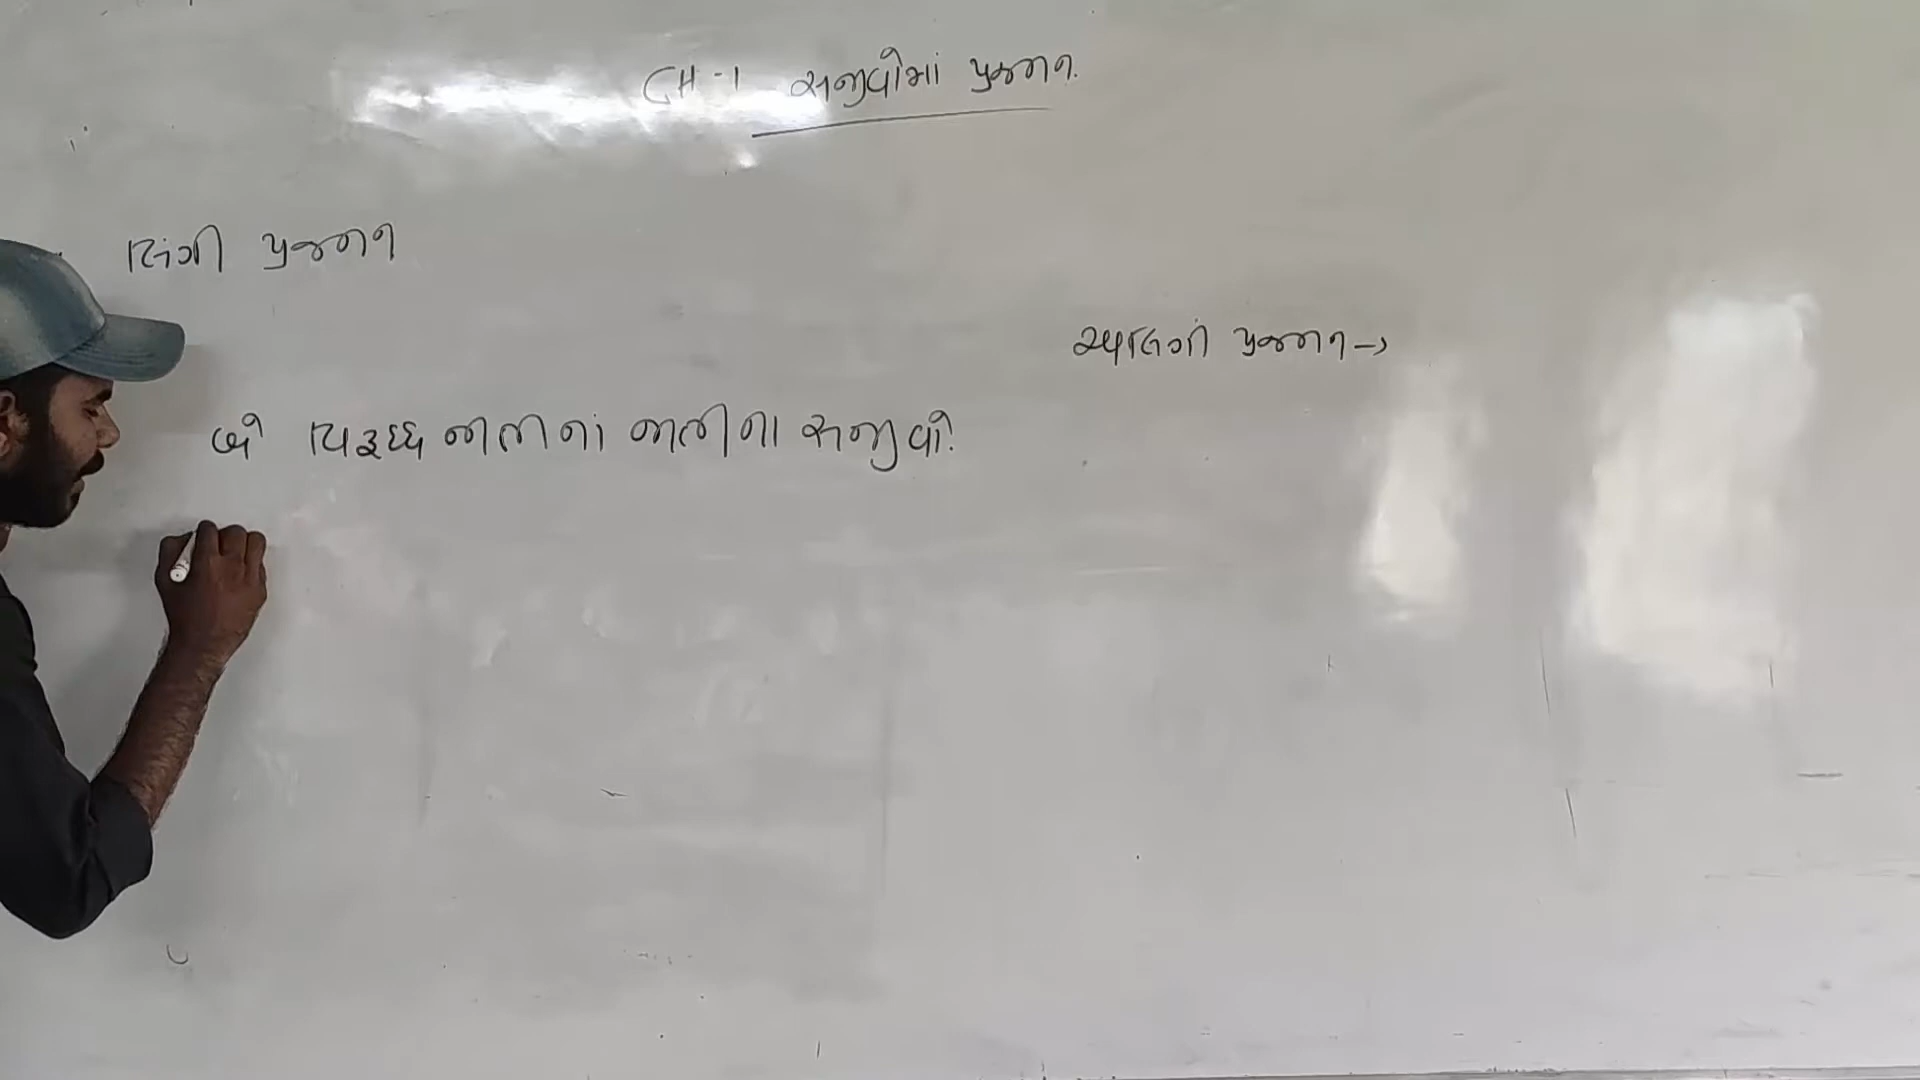 CH-1 સજીવોમાં પ્રજનન.
લિંગી પ્રજનન
અલિંગી પ્રજનન →
બે વિરૂદ્ધ જાતીનાં જાતીના સજીવો.